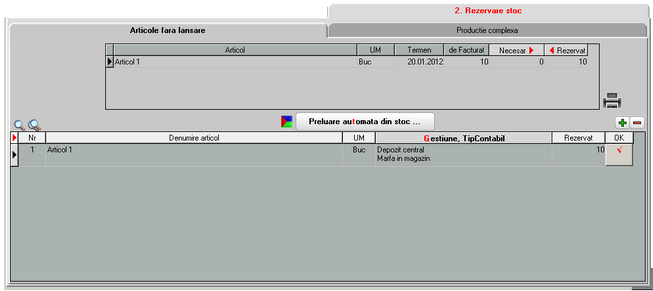 2. Rezervare stoc
Articole fara lansare
Productie complexa
Articol UM Termen de Facturat Necesar Rezervat
Articol 1 Buc 20.01.2012 10 0 10
Preluare automata din stoc ...
Nr Denumire articol UM Gestiune, TipContabil Rezervat OK
1 Articol 1 Buc Depozit central 10 √
Marfa in magazin